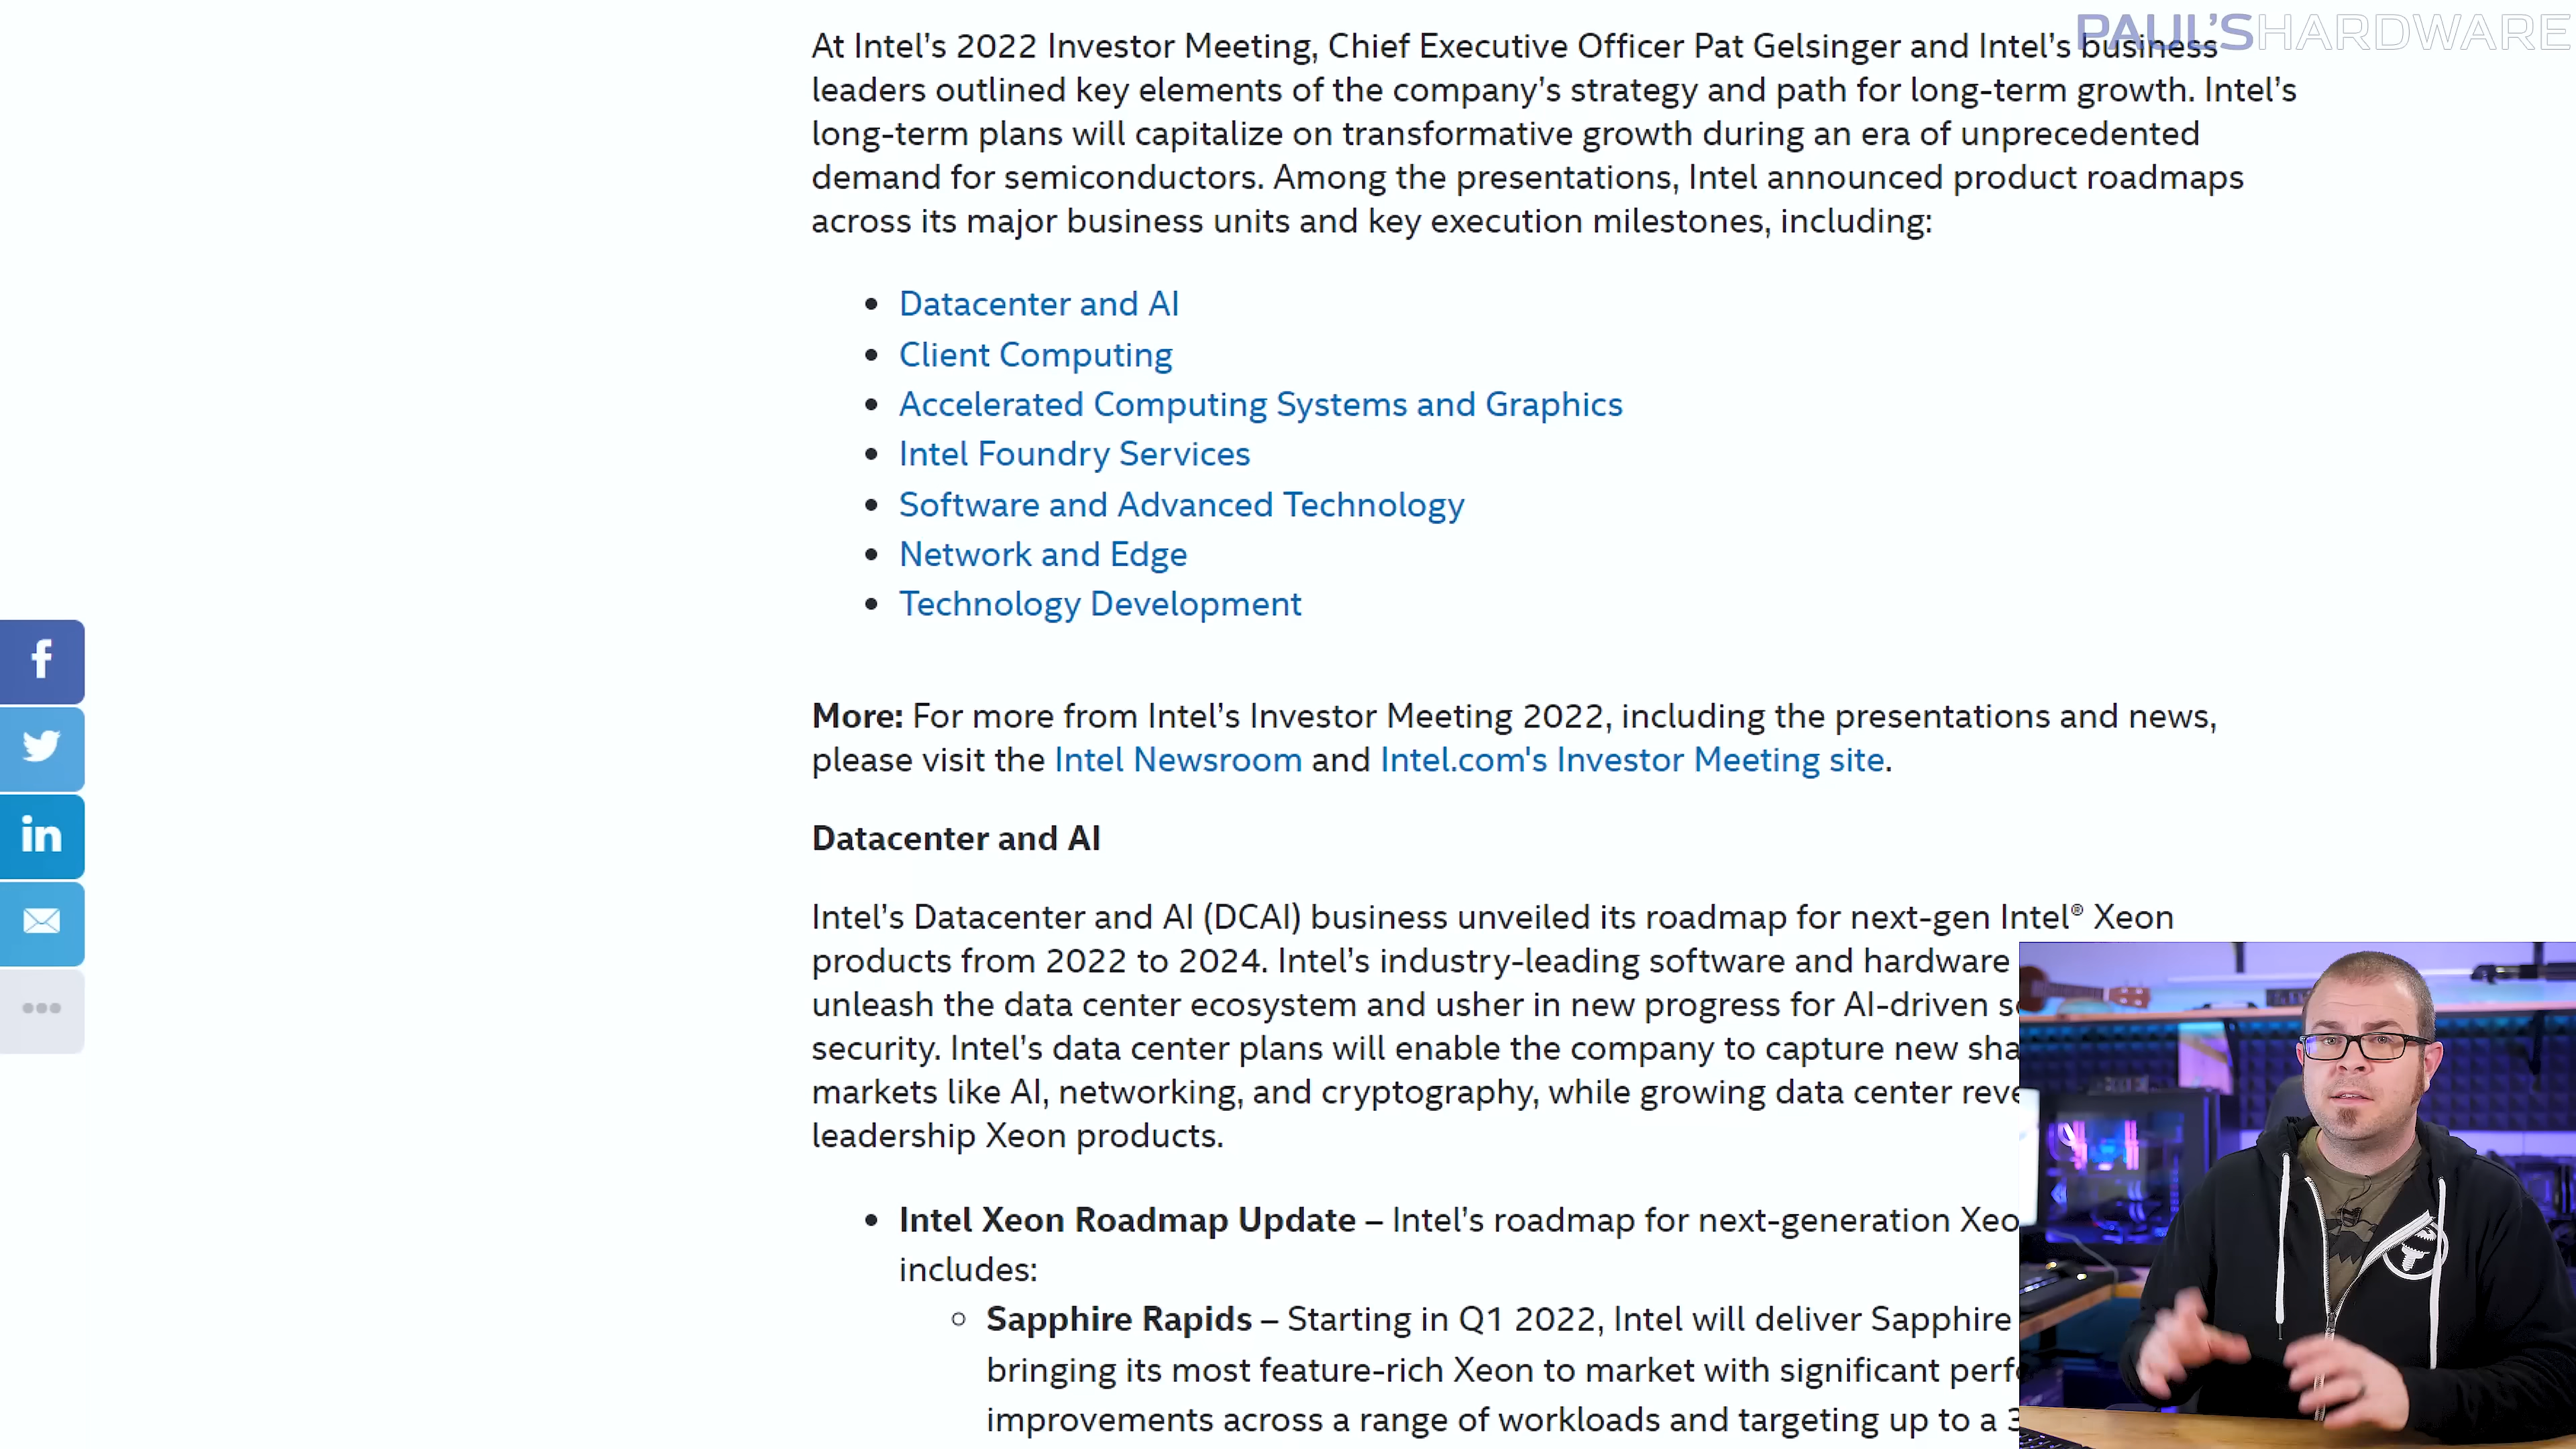 PAUL'SHARDWARE
At Intel’s 2022 Investor Meeting, Chief Executive Officer Pat Gelsinger and Intel’s business
leaders outlined key elements of the company’s strategy and path for long-term growth. Intel’s
long-term plans will capitalize on transformative growth during an era of unprecedented
demand for semiconductors. Among the presentations, Intel announced product roadmaps
across its major business units and key execution milestones, including:
• Datacenter and AI
• Client Computing
• Accelerated Computing Systems and Graphics
• Intel Foundry Services
• Software and Advanced Technology
• Network and Edge
• Technology Development
More: For more from Intel’s Investor Meeting 2022, including the presentations and news,
please visit the Intel Newsroom and Intel.com's Investor Meeting site.
Datacenter and AI
Intel’s Datacenter and AI (DCAI) business unveiled its roadmap for next-gen Intel® Xeon
products from 2022 to 2024. Intel’s industry-leading software and hardware
unleash the data center ecosystem and usher in new progress for AI-driven
security. Intel’s data center plans will enable the company to capture new
markets like AI, networking, and cryptography, while growing data center
leadership Xeon products.
• Intel Xeon Roadmap Update – Intel’s roadmap for next-generation Xeo
includes:
○ Sapphire Rapids – Starting in Q1 2022, Intel will deliver Sapphire
bringing its most feature-rich Xeon to market with significant
improvements across a range of workloads and targeting up to a